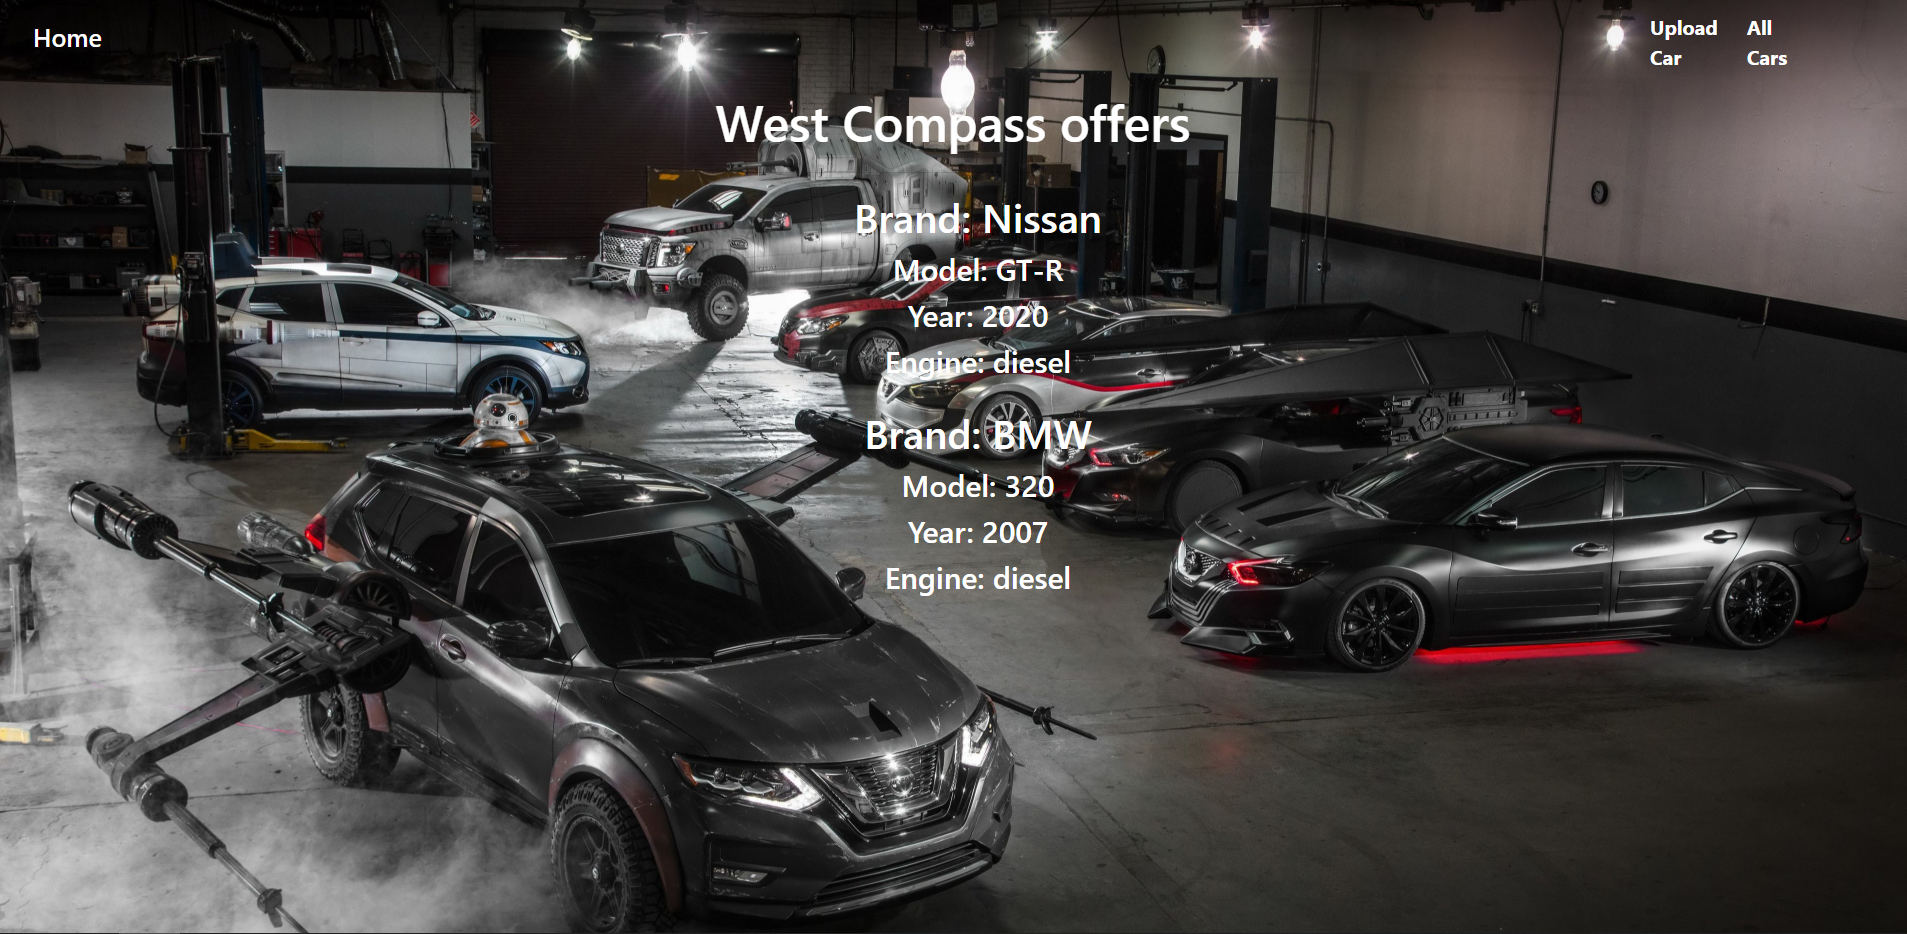 Home
Upload
Car
All
Cars
West Compass offers
Brand: Nissan
Model: GT-R
Year: 2020
Engine: diesel
Brand: BMW
Model: 320
Year: 2007
Engine: diesel